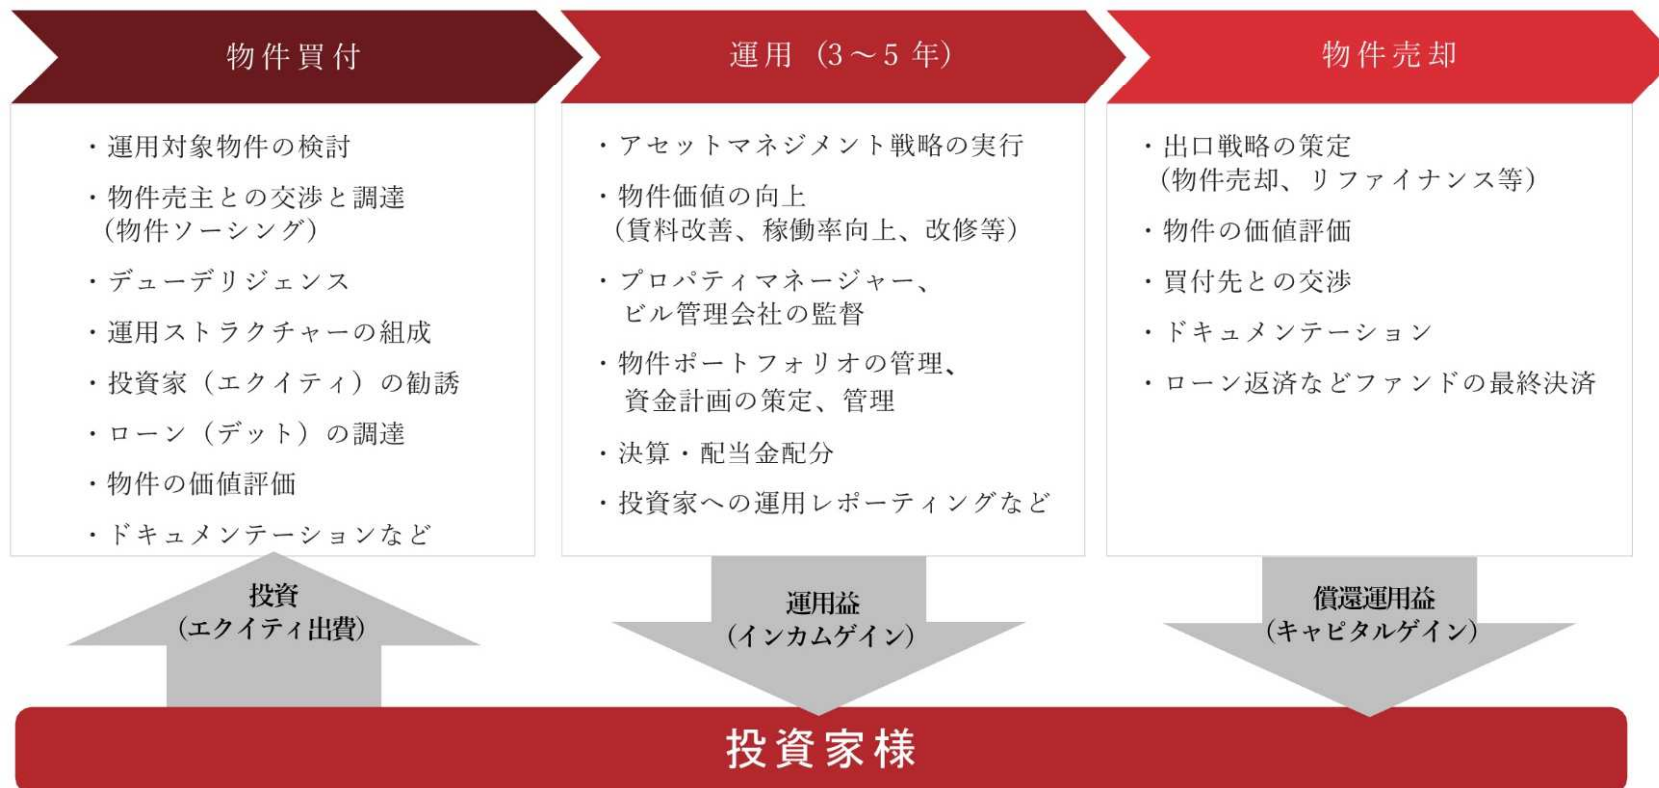 物件買付
・運用対象物件の検討
・物件売主との交渉と調達
（物件ソーシング）
・デューデリジェンス
・運用ストラクチャーの組成
・投資家（エクイティ）の勧誘
・ローン（デット）の調達
・物件の価値評価
・ドキュメンテーションなど
投資
（エクイティ出費）
運用（3～5 年）
・アセットマネジメント戦略の実行
・物件価値の向上
（賃料改善、稼働率向上、改修等）
・プロパティマネージャー、
ビル管理会社の監督
・物件ポートフォリオの管理、
資金計画の策定、管理
・決算・配当金配分
・投資家への運用レポーティングなど
運用益
（インカムゲイン）
物件売却
・出口戦略の策定
（物件売却、リファイナンス等）
・物件の価値評価
・買付先との交渉
・ドキュメンテーション
・ローン返済などファンドの最終決済
償還運用益
（キャピタルゲイン）
投資家様